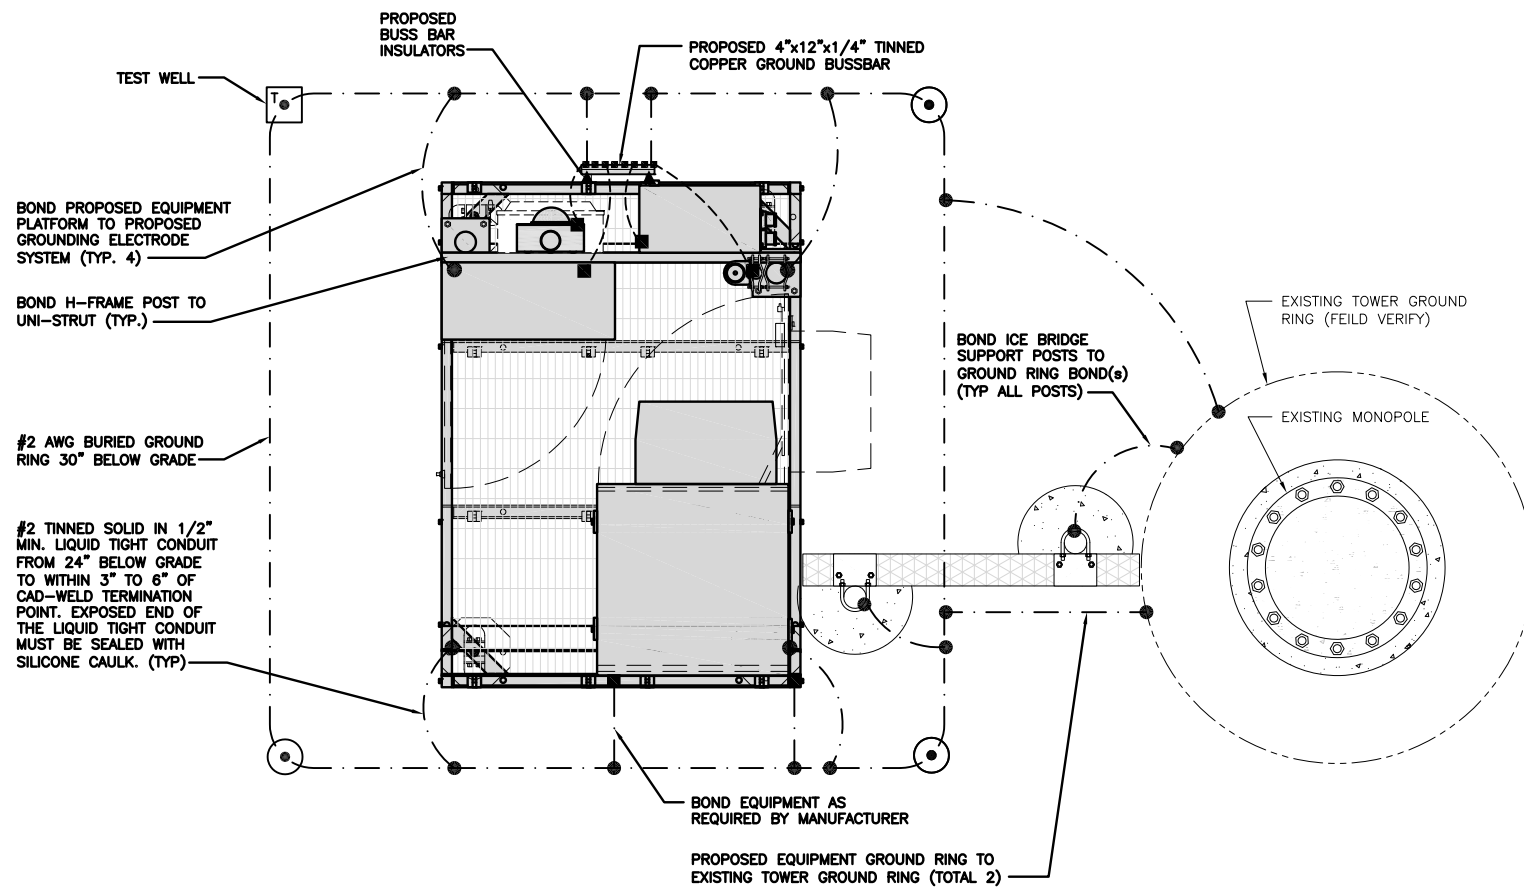 PROPOSED
BUSS BAR
INSULATORS
PROPOSED 4"x12"x1/4" TINNED
COPPER GROUND BUSSBAR
TEST WELL
T
BOND PROPOSED EQUIPMENT
PLATFORM TO PROPOSED
GROUNDING ELECTRODE
SYSTEM (TYP. 4)
BOND H-FRAME POST TO
UNI-STRUT (TYP.)
EXISTING TOWER GROUND
RING (FEILD VERIFY)
BOND ICE BRIDGE
SUPPORT POSTS TO
GROUND RING BOND(s)
(TYP ALL POSTS)
EXISTING MONOPOLE
#2 AWG BURIED GROUND
RING 30" BELOW GRADE
#2 TINNED SOLID IN 1/2"
MIN. LIQUID TIGHT CONDUIT
FROM 24" BELOW GRADE
TO WITHIN 3" TO 6" OF
CAD-WELD TERMINATION
POINT. EXPOSED END OF
THE LIQUID TIGHT CONDUIT
MUST BE SEALED WITH
SILICONE CAULK. (TYP)
BOND EQUIPMENT AS
REQUIRED BY MANUFACTURER
PROPOSED EQUIPMENT GROUND RING TO
EXISTING TOWER GROUND RING (TOTAL 2)